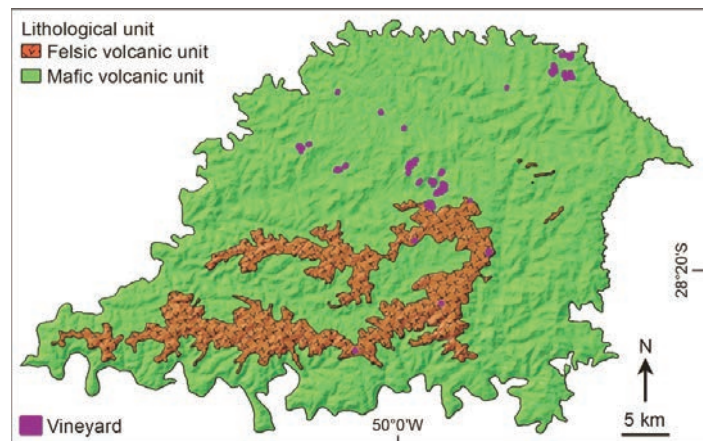 Lithological unit
Felsic volcanic unit
Mafic volcanic unit
28°20'S
N
Vineyard
50°0'W
5 km